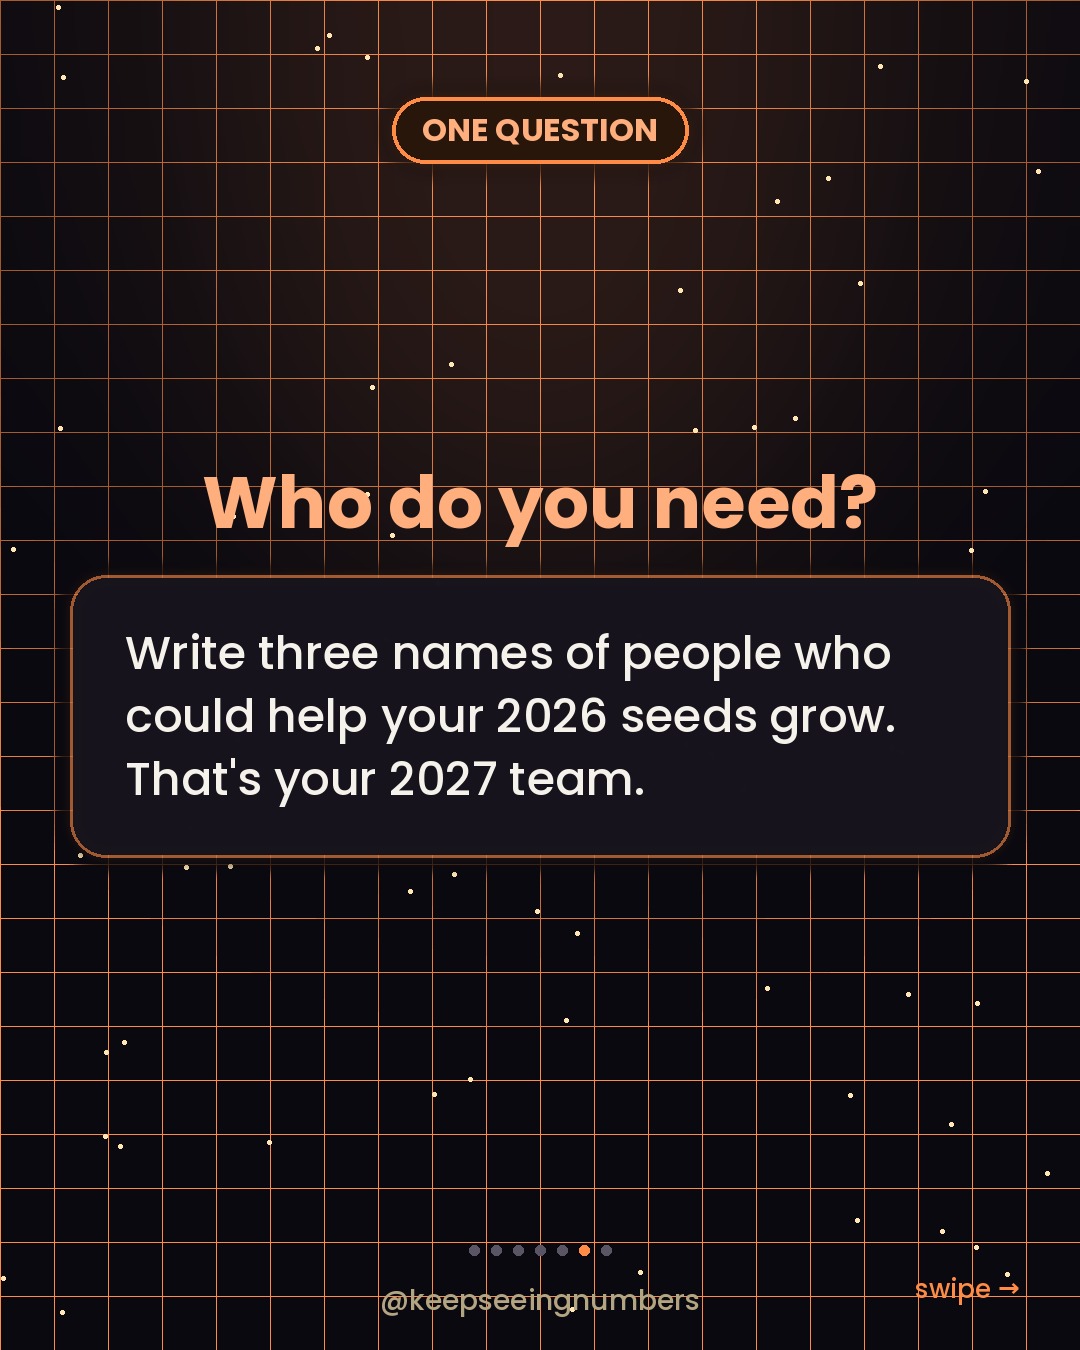 ONE QUESTION
Who do you need?
Write three names of people who
could help your 2026 seeds grow.
That's your 2027 team.
swipe →
@keepseeingnumbers